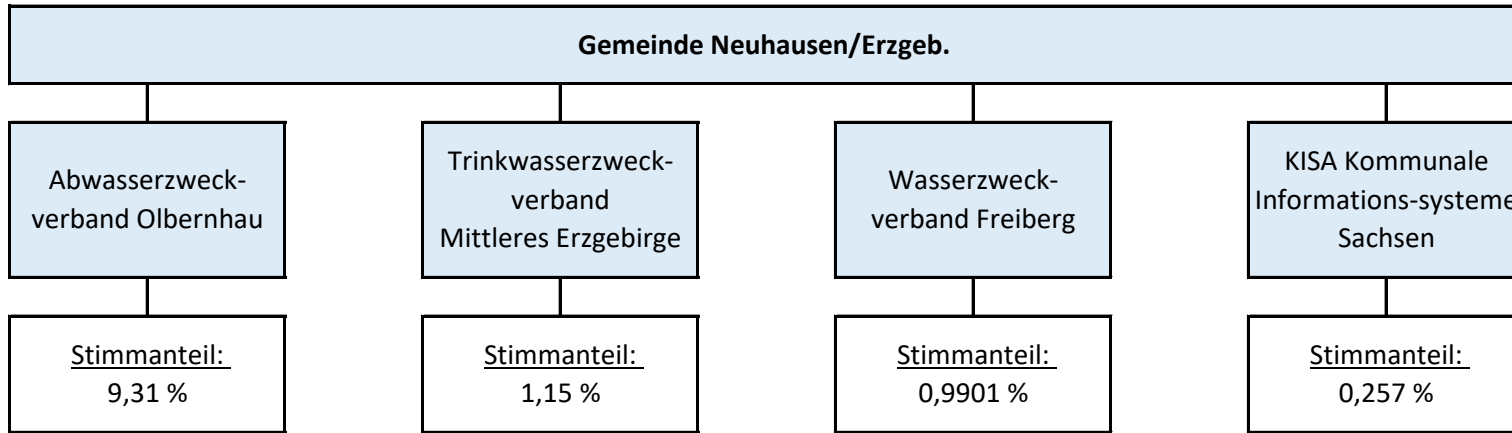 Gemeinde Neuhausen/Erzgeb.
Abwasserzweck-
verband Olbernhau
Trinkwasserzweck-
verband
Mittleres Erzgebirge
Wasserzweck-
verband Freiberg
KISA Kommunale
Informations-systeme
Sachsen
Stimmanteil:
9,31 %
Stimmanteil:
1,15 %
Stimmanteil:
0,9901 %
Stimmanteil:
0,257 %